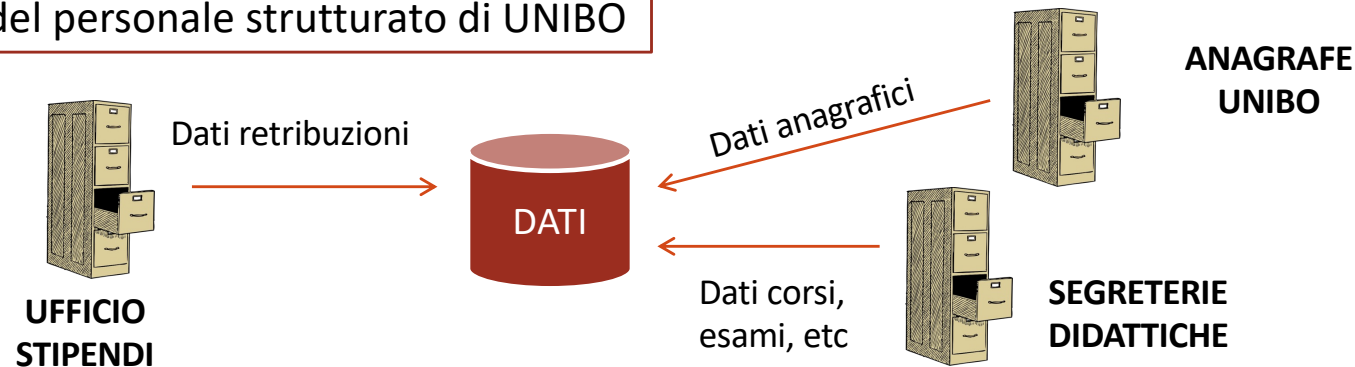 del personale strutturato di UNIBO
ANAGRAFE
UNIBO
Dati retribuzioni
Dati anagrafici
DATI
UFFICIO
STIPENDI
Dati corsi,
esami, etc
SEGRETERIE
DIDATTICHE